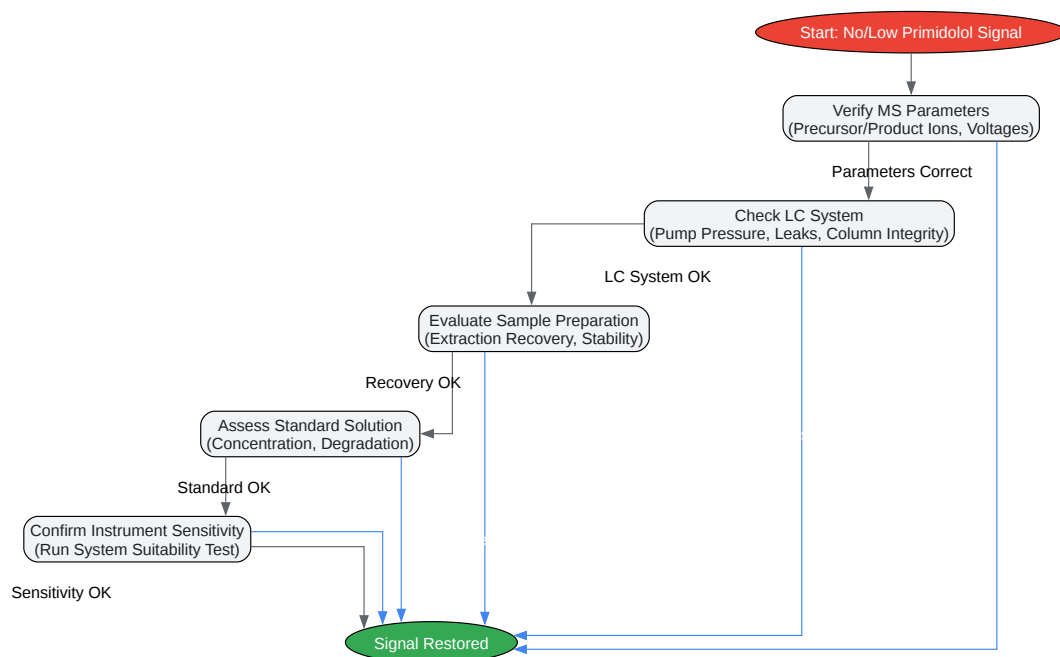 Start: No/Low Primidolol Signal
Verify MS Parameters
(Precursor/Product Ions, Voltages)
Parameters Correct
Check LC System
(Pump Pressure, Leaks, Column Integrity)
LC System OK
Evaluate Sample Preparation
(Extraction Recovery, Stability)
Recovery OK
Assess Standard Solution
(Concentration, Degradation)
Standard OK
Confirm Instrument Sensitivity
(Run System Suitability Test)
Sensitivity OK
Signal Restored